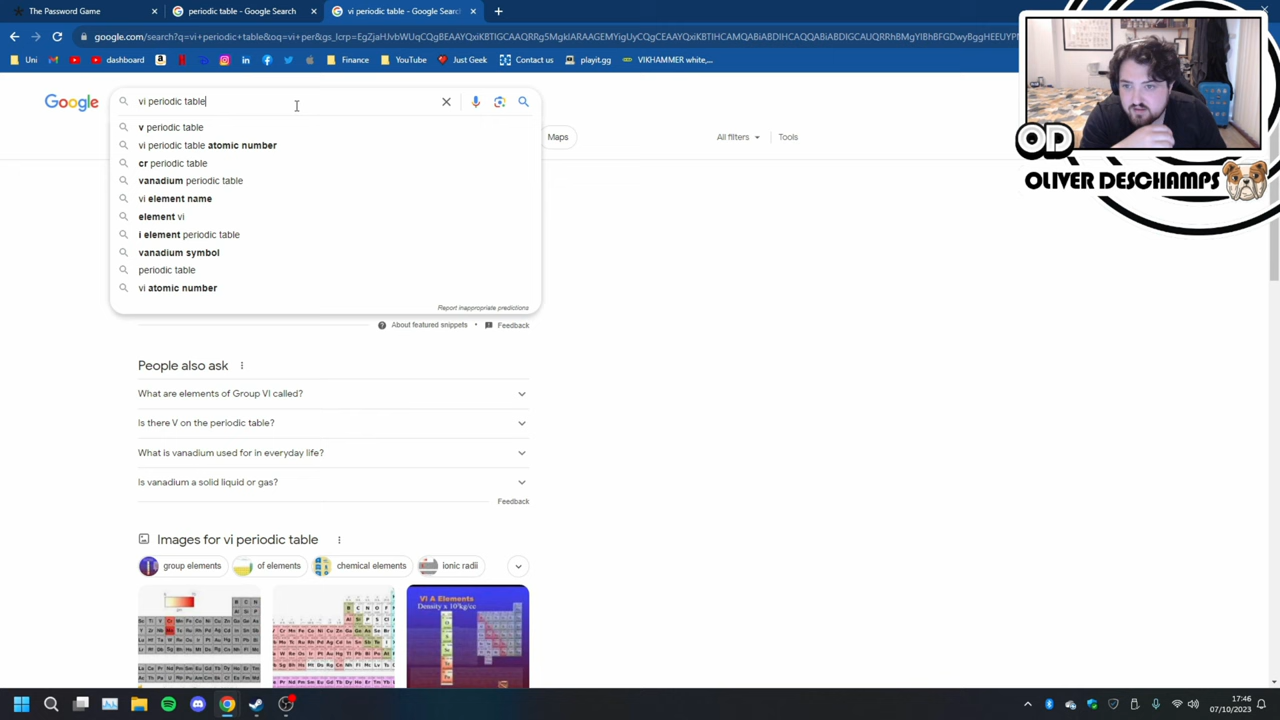 The Password Game
periodic table - Google Search
vi periodic table - Google Search
google.com/search?q=vi+periodic+table&oq=vi+per&gs_lcrp=
Uni
dashboard
Finance
YouTube
Just Geek
Contact us
playit.gg
VIKHAMMER white,...
Google
vi periodic table
Maps
All filters
Tools
v periodic table
vi periodic table atomic number
cr periodic table
vanadium periodic table
vi element name
element vi
i element periodic table
vanadium symbol
periodic table
vi atomic number
Report inappropriate predictions
About featured snippets
•
Feedback
People also ask
What are elements of Group VI called?
Is there V on the periodic table?
What is vanadium used for in everyday life?
Is vanadium a solid liquid or gas?
Feedback
Images for vi periodic table
group elements
of elements
chemical elements
ionic radii
VI A Elements
OD
OLIVER DESCHAMPS
17:46
07/10/2023